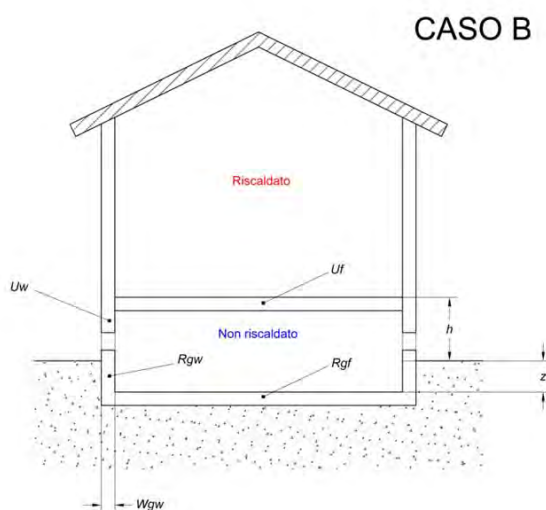 CASO B
Riscaldato
Uf
Uw
h
Non riscaldato
Rgw
Rgf
z
Wgw